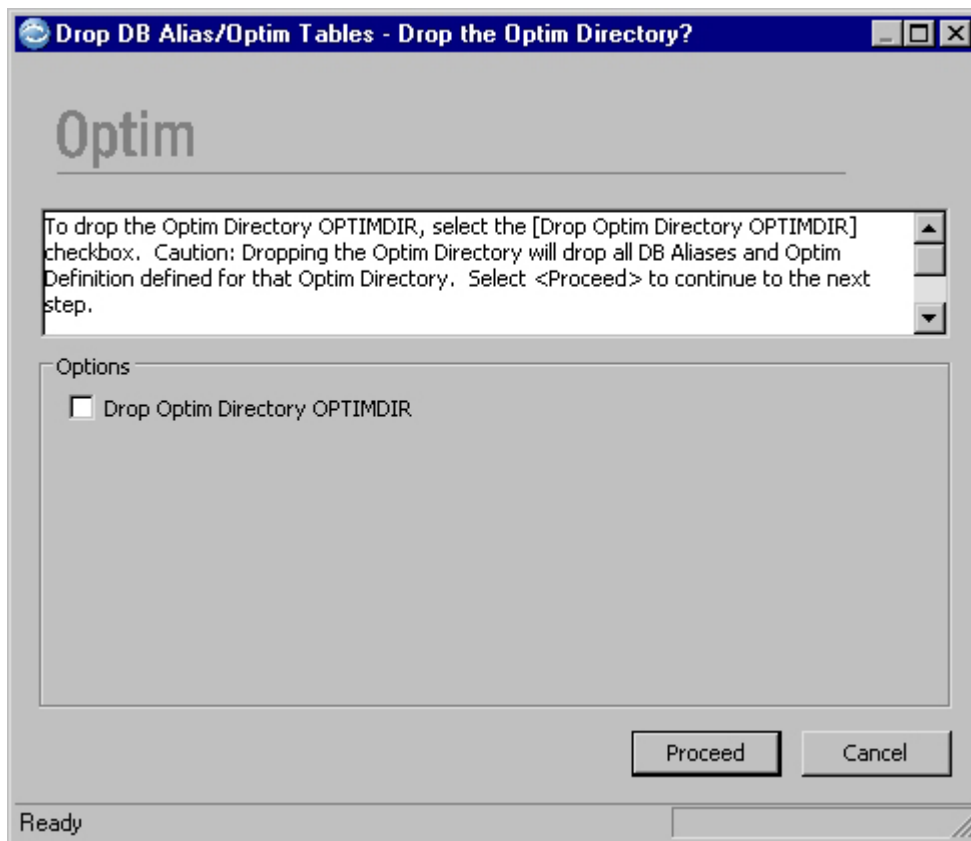 Drop DB Alias/Optim Tables - Drop the Optim Directory?
Optim
To drop the Optim Directory OPTIMDIR, select the [Drop Optim Directory OPTIMDIR]
checkbox.  Caution: Dropping the Optim Directory will drop all DB Aliases and Optim
Definition defined for that Optim Directory.  Select <Proceed> to continue to the next
step.
Options
Drop Optim Directory OPTIMDIR
Proceed
Cancel
Ready